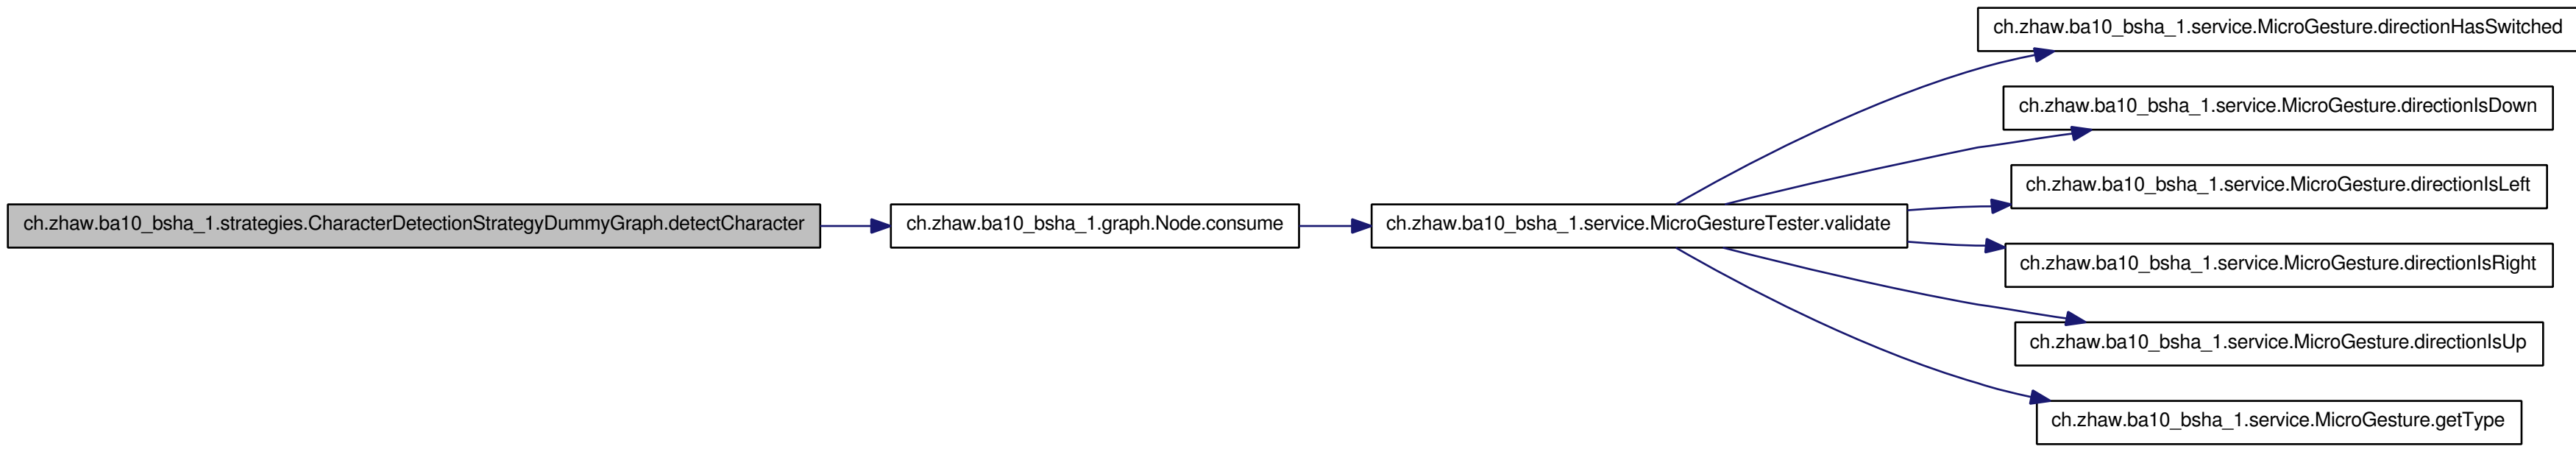 ch.zhaw.ba10_bsha_1.strategies.CharacterDetectionStrategyDummyGraph.detectCharacter
ch.zhaw.ba10_bsha_1.graph.Node.consume
ch.zhaw.ba10_bsha_1.service.MicroGestureTester.validate
ch.zhaw.ba10_bsha_1.service.MicroGesture.directionHasSwitched
ch.zhaw.ba10_bsha_1.service.MicroGesture.directionIsDown
ch.zhaw.ba10_bsha_1.service.MicroGesture.directionIsLeft
ch.zhaw.ba10_bsha_1.service.MicroGesture.directionIsRight
ch.zhaw.ba10_bsha_1.service.MicroGesture.directionIsUp
ch.zhaw.ba10_bsha_1.service.MicroGesture.getType